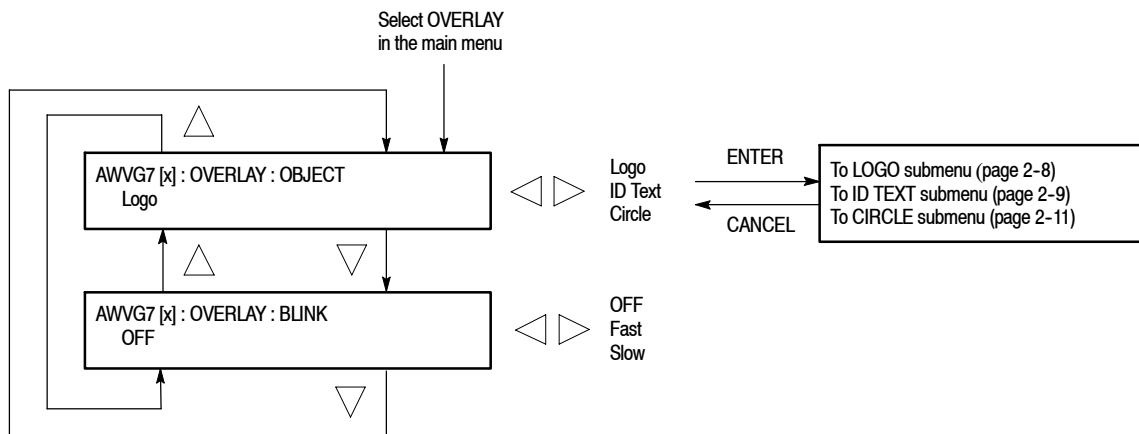 Select OVERLAY
in the main menu
AWVG7 [x] : OVERLAY : OBJECT
Logo
Logo
ID Text
Circle
ENTER
CANCEL
To LOGO submenu (page 2-8)
To ID TEXT submenu (page 2-9)
To CIRCLE submenu (page 2-11)
AWVG7 [x] : OVERLAY : BLINK
OFF
OFF
Fast
Slow